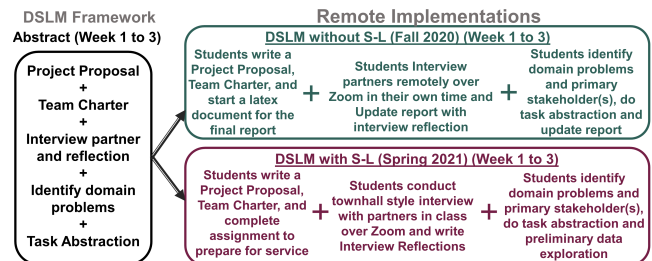 DSLM Framework
Abstract (Week 1 to 3)
Project Proposal
+
Team Charter
+
Interview partner
and reflection
+
Identify domain
problems
+
Task Abstraction
Remote Implementations
DSLM without S-L (Fall 2020) (Week 1 to 3)
Students write a
Project Proposal,
Team Charter, and
start a latex
document for the
final report
+
Students Interview
partners remotely over
Zoom in their own time and
Update report with
interview reflection
+
Students identify
domain problems
and primary
stakeholder(s), do
task abstraction and
update report
DSLM with S-L (Spring 2021) (Week 1 to 3)
Students write a
Project Proposal,
Team Charter, and
complete
assignment to
prepare for service
+
Students conduct
townhall style interview
with partners in class
over Zoom and write
Interview Reflections
+
Students identify
domain problems and
primary stakeholder(s),
do task abstraction and
preliminary data
exploration